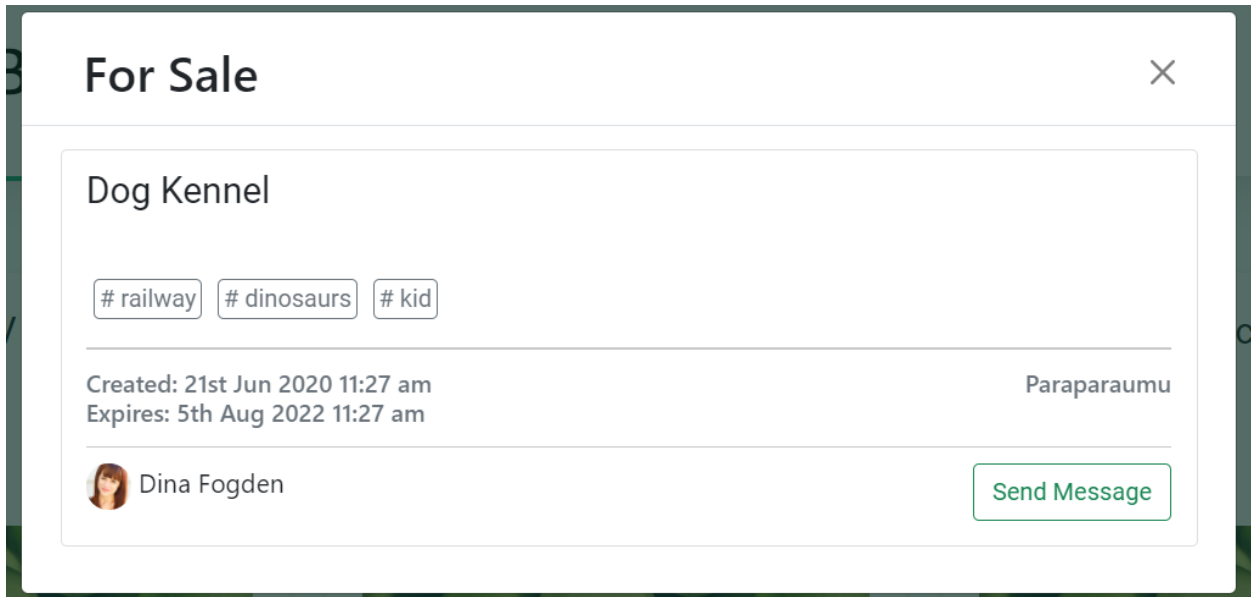 For Sale
Dog Kennel
# railway # dinosaurs # kid
Created: 21st Jun 2020 11:27 am
Paraparaumu
Expires: 5th Aug 2022 11:27 am
Dina Fogden
Send Message